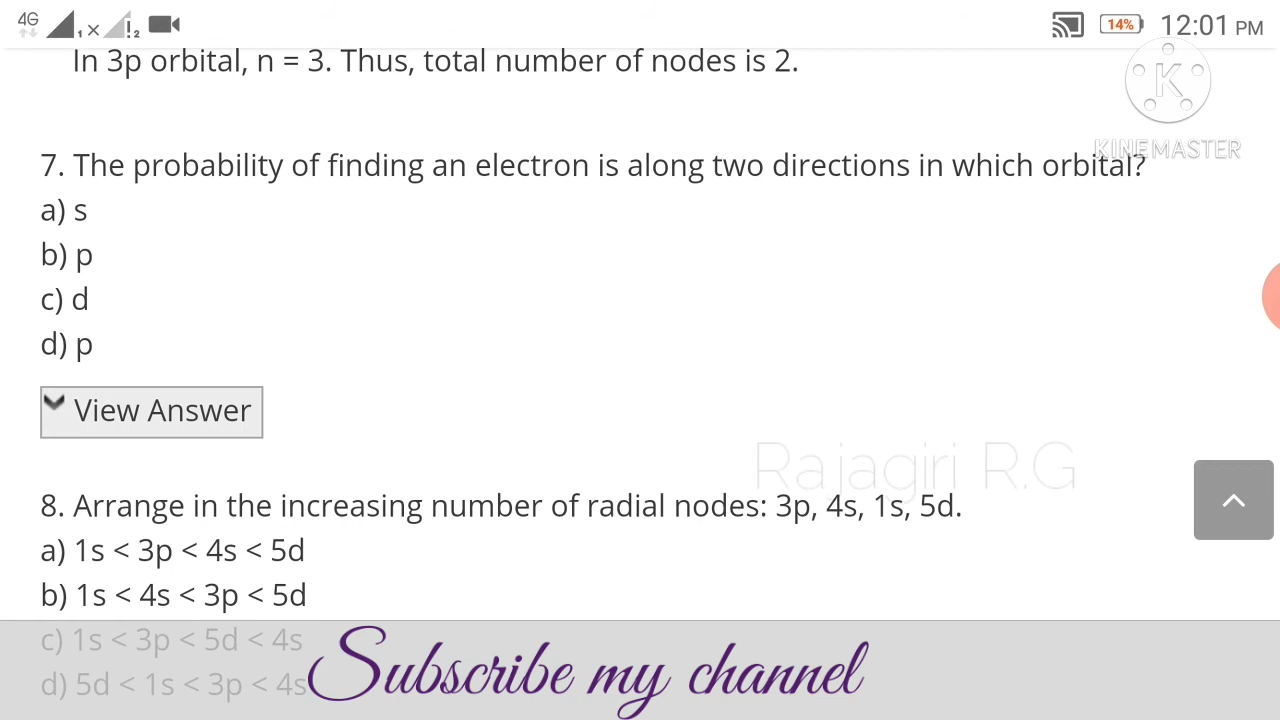 4G 1 x ! 2 14% 12:01 PM
In 3p orbital, n = 3. Thus, total number of nodes is 2.
K
KINEMASTER
7. The probability of finding an electron is along two directions in which orbital?
a) s
b) p
c) d
d) p
View Answer
Rajagiri R.G
8. Arrange in the increasing number of radial nodes: 3p, 4s, 1s, 5d.
a) 1s < 3p < 4s < 5d
b) 1s < 4s < 3p < 5d
c) 1s < 3p < 5d < 4s
d) 5d < 1s < 3p < 4s
Subscribe my channel